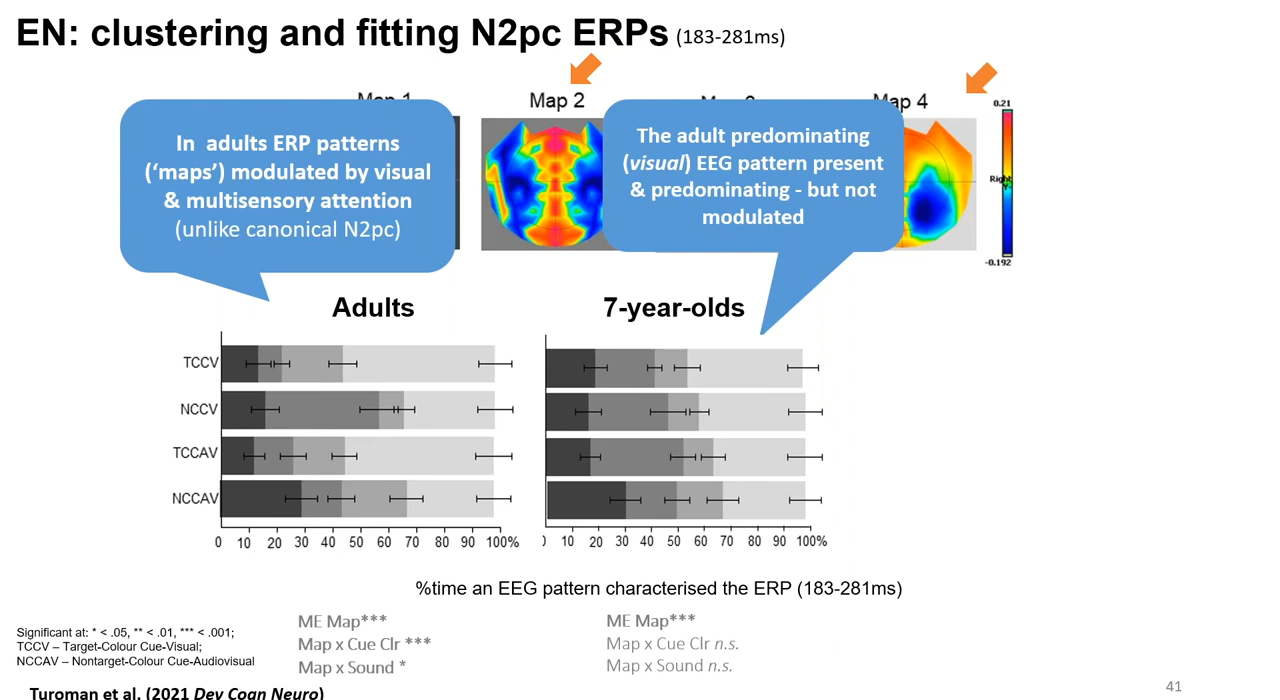 EN: clustering and fitting N2pc ERPs (183-281ms)
Map 1
Map 2
Map 4
0.21
Right
-0.192
In adults ERP patterns
('maps') modulated by visual
& multisensory attention
(unlike canonical N2pc)
The adult predominating
(visual) EEG pattern present
& predominating - but not
modulated
Adults
7-year-olds
TCCV
NCCV
TCCAV
NCCAV
0 10 20 30 40 50 60 70 80 90 100%
10 20 30 40 50 60 70 80 90 100%
%time an EEG pattern characterised the ERP (183-281ms)
ME Map***
Map x Cue Clr ***
Map x Sound *
ME Map***
Map x Cue Clr n.s.
Map x Sound n.s.
Significant at: * < .05, ** < .01, *** < .001;
TCCV – Target-Colour Cue-Visual;
NCCAV – Nontarget-Colour Cue-Audiovisual
Turoman et al. (2021 Dev Cogn Neuro)
41